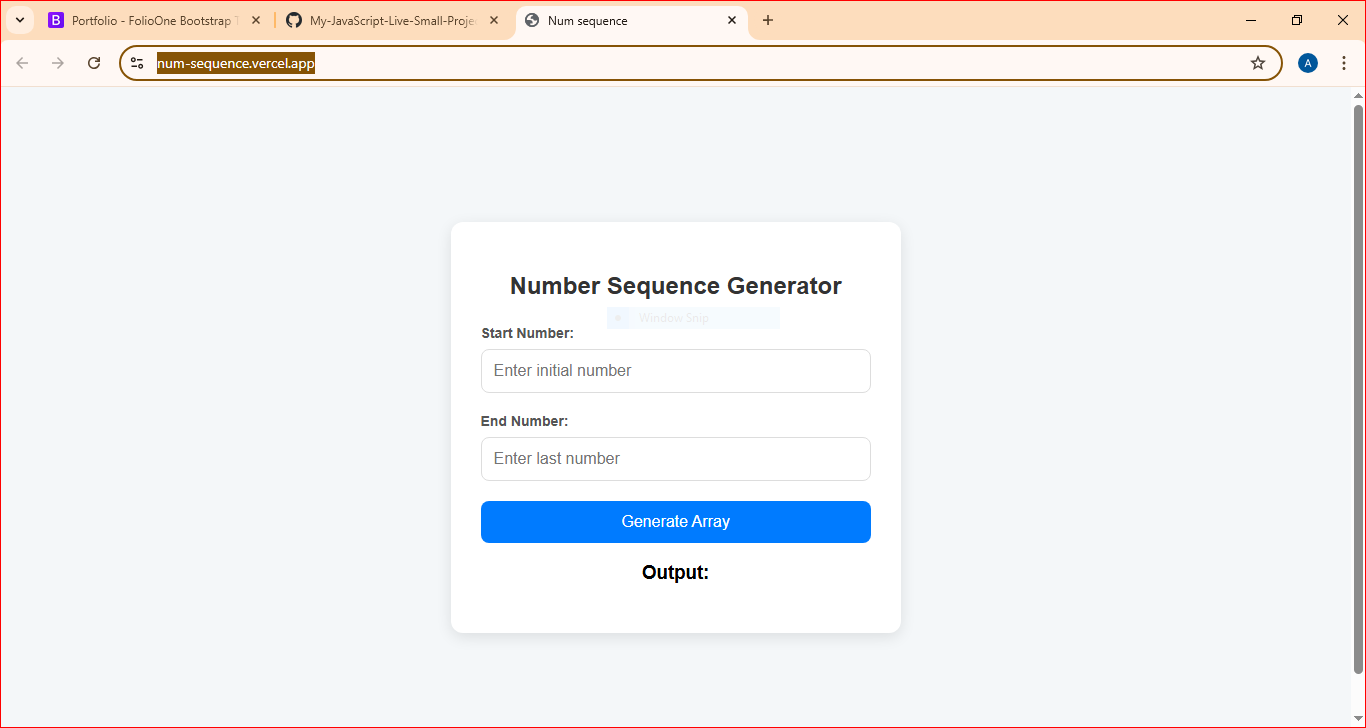 Portfolio - FolioOne Bootstrap
My-JavaScript-Live-Small-Proje
Num sequence
num-sequence.vercel.app
A
Number Sequence Generator
Window Snip
Start Number:
Enter initial number
End Number:
Enter last number
Generate Array
Output: